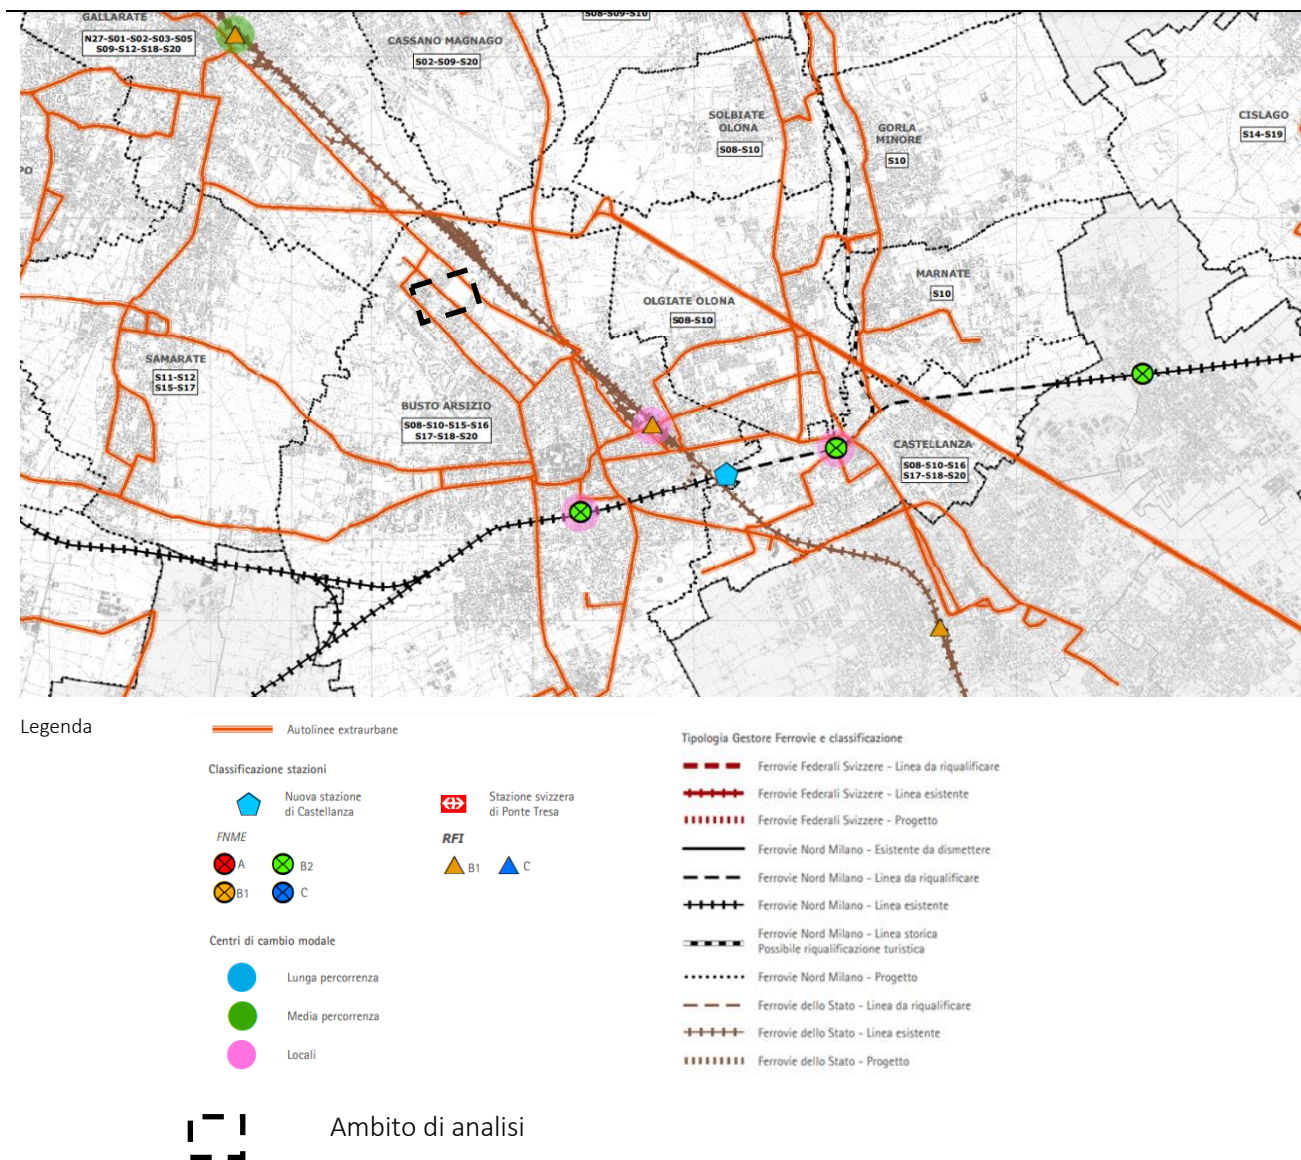 GALLARATE
N27-S01-S02-S03-S05
S09-S12-S18-S20
CASSANO MAGNAGO
S02-S09-S20
S08-S09-S10
SOLBIATE
OLONA
S08-S10
GORLA
MINORE
S10
CISLAGO
S14-S19
PO
MARNATE
S10
OLGIATE OLONA
S08-S10
SAMARATE
S11-S12
S15-S17
BUSTO ARSIZIO
S08-S10-S15-S16
S17-S18-S20
CASTELLANZA
S08-S10-S16
S17-S18-S20
Legenda
Autolinee extraurbane
Classificazione stazioni
Nuova stazione
di Castellanza
Stazione svizzera
di Ponte Tresa
FNME
RFI
A
B2
B1
C
B1
C
Centri di cambio modale
Lunga percorrenza
Media percorrenza
Locali
Tipologia Gestore Ferrovie e classificazione
Ferrovie Federali Svizzere - Linea da riqualificare
Ferrovie Federali Svizzere - Linea esistente
Ferrovie Federali Svizzere - Progetto
Ferrovie Nord Milano - Esistente da dismettere
Ferrovie Nord Milano - Linea da riqualificare
Ferrovie Nord Milano - Linea esistente
Ferrovie Nord Milano - Linea storica
Possibile riqualificazione turistica
Ferrovie Nord Milano - Progetto
Ferrovie dello Stato - Linea da riqualificare
Ferrovie dello Stato - Linea esistente
Ferrovie dello Stato - Progetto
Ambito di analisi